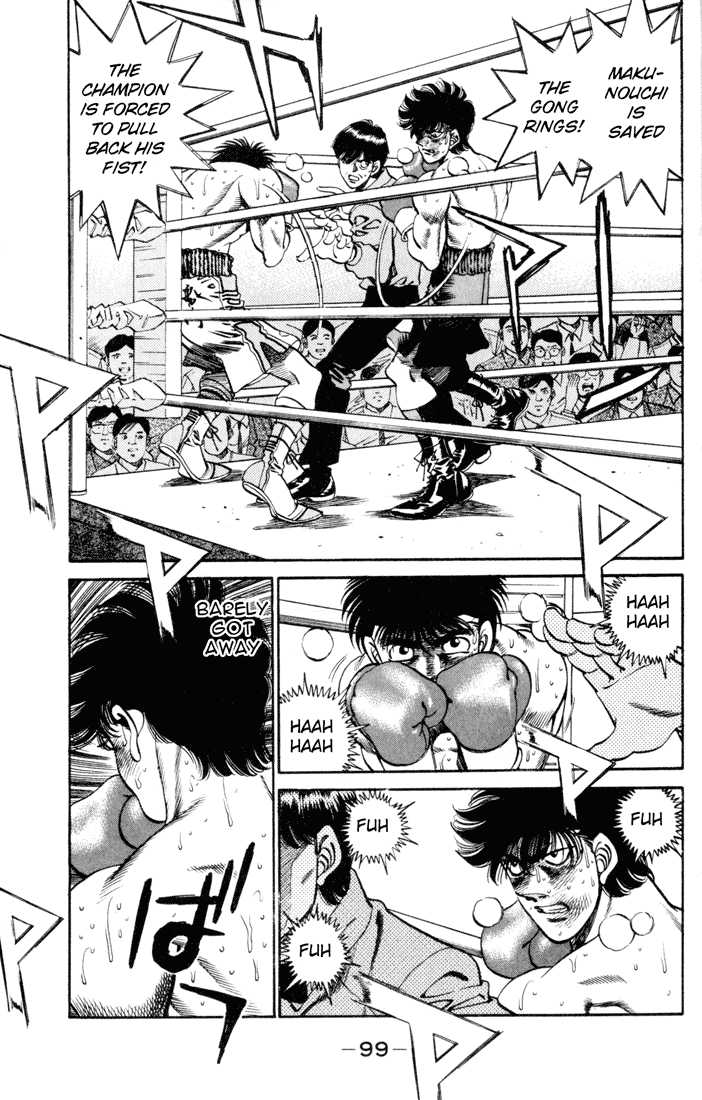 MAKU-
NOUCHI
IS
SAVED
THE
GONG
RINGS!
THE
CHAMPION
IS FORCED
TO PULL
BACK HIS
FIST!
HAAH
HAAH
HAAH
HAAH
FUH
FUH
FUH
BARELY
GOT
AWAY
ばっ
—99—